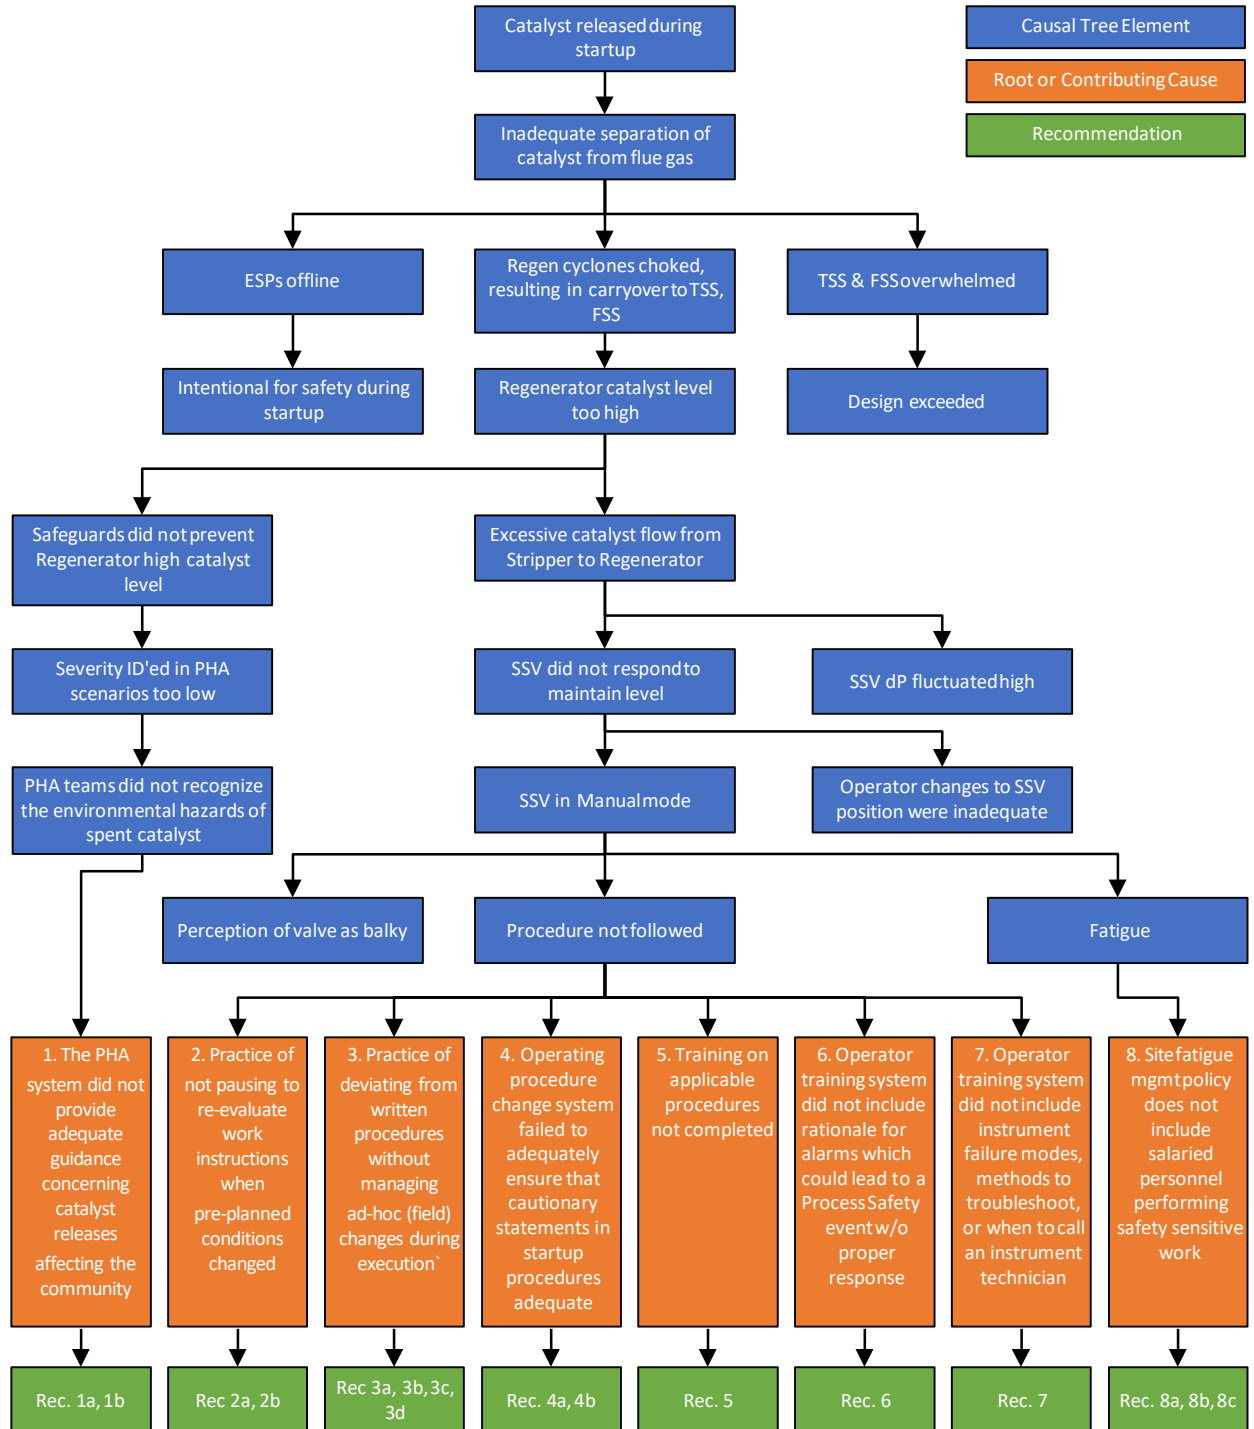 Catalyst released during
startup
Causal Tree Element
Root or Contributing Cause
Recommendation
Inadequate separation of
catalyst from flue gas
ESPs offline
Regen cyclones choked,
resulting in carryover to TSS,
FSS
TSS & FSS overwhelmed
Intentional for safety during
startup
Regenerator catalyst level
too high
Design exceeded
Safeguards did not prevent
Regenerator high catalyst
level
Excessive catalyst flow from
Stripper to Regenerator
Severity ID'ed in PHA
scenarios too low
SSV did not respond to
maintain level
SSV dP fluctuated high
PHA teams did not recognize
the environmental hazards of
spent catalyst
SSV in Manual mode
Operator changes to SSV
position were inadequate
Perception of valve as balky
Procedure not followed
Fatigue
1. The PHA
system did not
provide
adequate
guidance
concerning
catalyst
releases
affecting the
community
2. Practice of
not pausing to
re-evaluate
work
instructions
when
pre-planned
conditions
changed
3. Practice of
deviating from
written
procedures
without
managing
ad-hoc (field)
changes during
execution`
4. Operating
procedure
change system
failed to
adequately
ensure that
cautionary
statements in
startup
procedures
adequate
5. Training on
applicable
procedures
not completed
6. Operator
training system
did not include
rationale for
alarms which
could lead to a
Process Safety
event w/o
proper
response
7. Operator
training system
did not include
instrument
failure modes,
methods to
troubleshoot,
or when to call
an instrument
technician
8. Site fatigue
mgmt policy
does not
include
salaried
personnel
performing
safety sensitive
work
Rec. 1a, 1b
Rec 2a, 2b
Rec 3a, 3b, 3c,
3d
Rec. 4a, 4b
Rec. 5
Rec. 6
Rec. 7
Rec. 8a, 8b, 8c